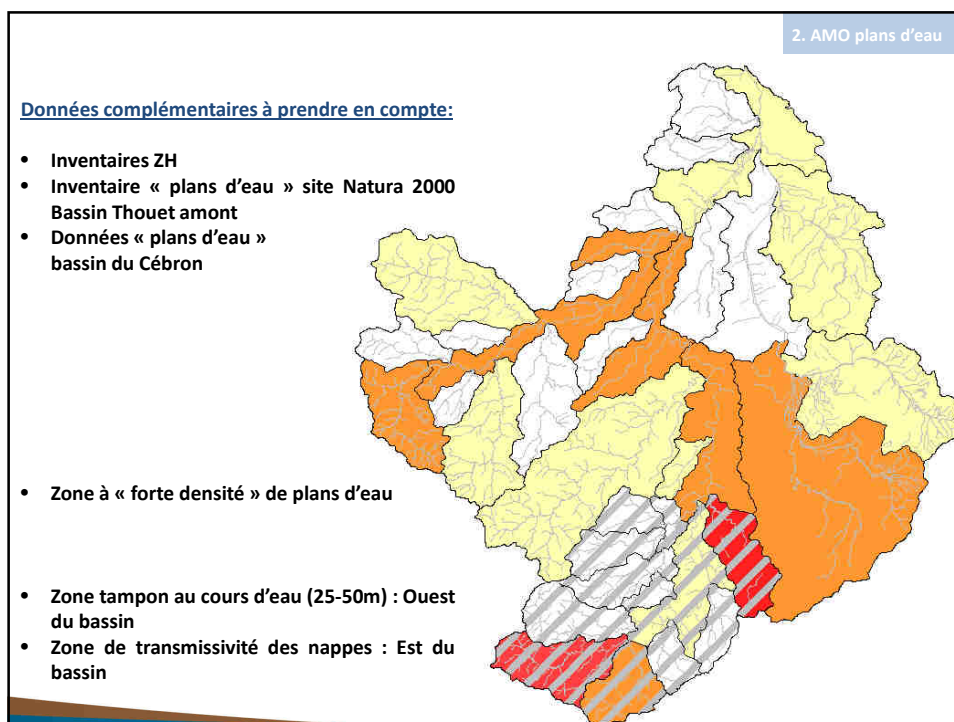 2. AMO plans d'eau
Données complémentaires à prendre en compte:
• Inventaires ZH
• Inventaire « plans d'eau » site Natura 2000
Bassin Thouet amont
• Données « plans d'eau »
bassin du Cébron
• Zone à « forte densité » de plans d'eau
• Zone tampon au cours d'eau (25-50m) : Ouest
du bassin
• Zone de transmissivité des nappes : Est du
bassin